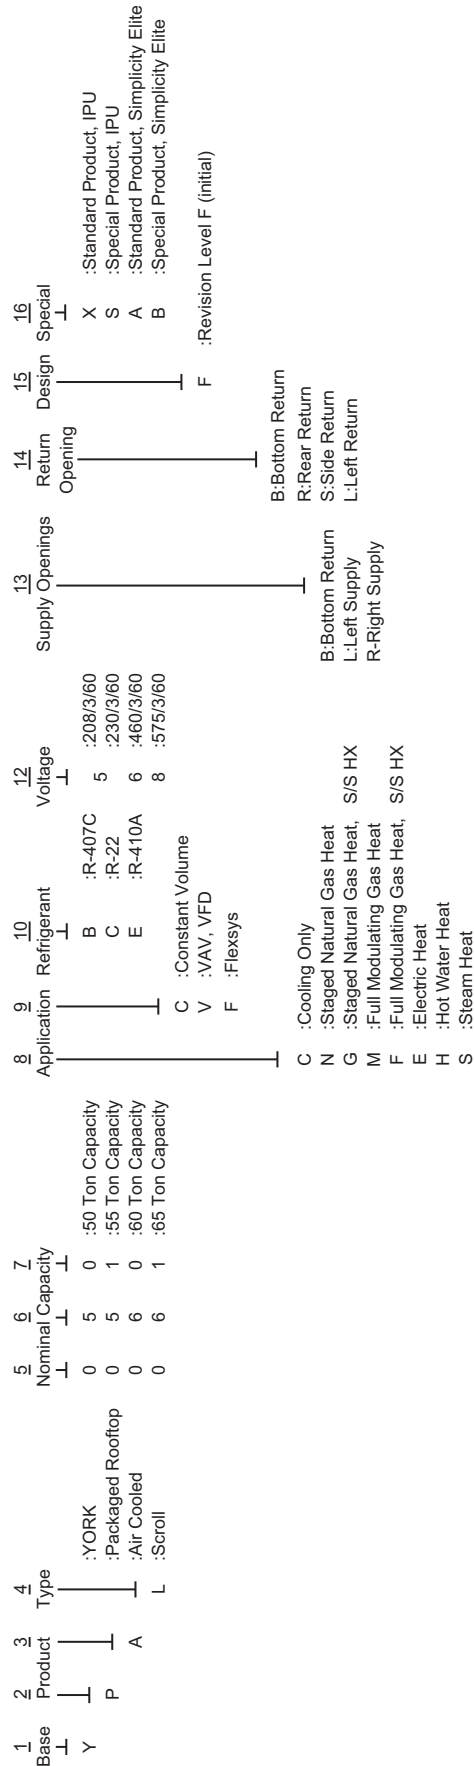 1 2 3 4 5 6 7 8 9 10 12 13 14 15 16
Base Product Type Nominal Capacity Application Refrigerant Voltage Supply Openings Return Opening Design Special
Y :YORK
P :Packaged Rooftop
A :Air Cooled
L :Scroll
0 5 0 :50 Ton Capacity
0 5 1 :55 Ton Capacity
0 6 0 :60 Ton Capacity
0 6 1 :65 Ton Capacity
C :Cooling Only
N :Staged Natural Gas Heat
G :Staged Natural Gas Heat, S/S HX
M :Full Modulating Gas Heat
F :Full Modulating Gas Heat, S/S HX
E :Electric Heat
H :Hot Water Heat
S :Steam Heat
C :Constant Volume
V :VAV, VFD
F :Flexsys
B :R-407C
C :R-22
E :R-410A
:208/3/60
5
:230/3/60
6 :460/3/60
8 :575/3/60
B:Bottom Return
L:Left Supply
R-Right Supply
B:Bottom Return
R:Rear Return
S:Side Return
L:Left Return
F :Revision Level F (initial)
X :Standard Product, IPU
S :Special Product, IPU
A :Standard Product, Simplicity Elite
B :Special Product, Simplicity Elite